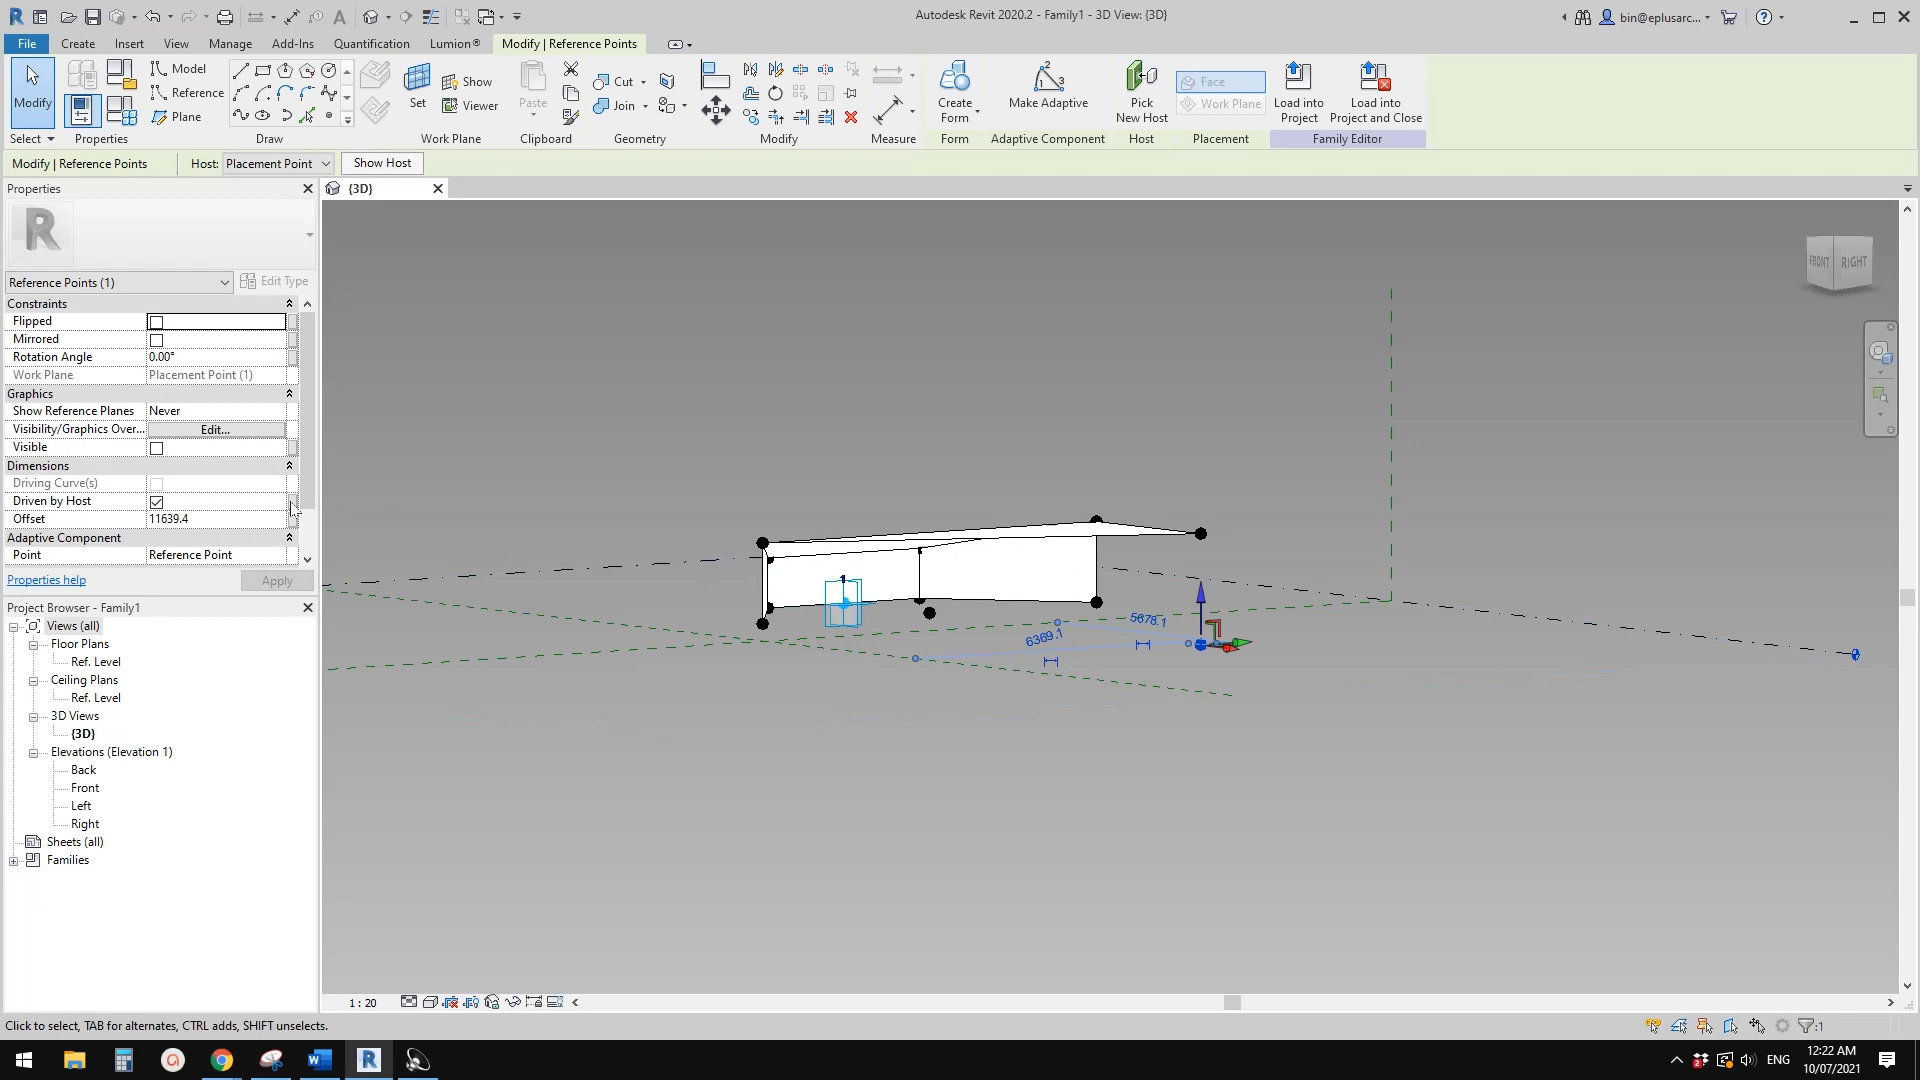 Autodesk Revit 2020.2 - Family1 - 3D View: {3D}
bin@eplusarc...
File Create Insert View Manage Add-Ins Quantification Lumion® Modify | Reference Points
Modify
Model
Reference
Plane
Set
Show
Viewer
Paste
Cut
Join
Create
Form
Make Adaptive
Pick
New Host
Face
Work Plane
Load into
Project
Load into
Project and Close
Select Properties Draw Work Plane Clipboard Geometry Modify Measure Form Adaptive Component Host Placement Family Editor
Modify | Reference Points Host: Placement Point Show Host
Properties
{3D}
R
Reference Points (1) Edit Type
Constraints
Flipped
Mirrored
Rotation Angle 0.00°
Work Plane Placement Point (1)
Graphics
Show Reference Planes Never
Visibility/Graphics Over... Edit...
Visible
Dimensions
Driving Curve(s)
Driven by Host
Offset 11639.4
Adaptive Component
Point Reference Point
Properties help Apply
Project Browser - Family1
Views (all)
Floor Plans
Ref. Level
Ceiling Plans
Ref. Level
3D Views
{3D}
Elevations (Elevation 1)
Back
Front
Left
Right
Sheets (all)
Families
FRONT RIGHT
1
6369.1
5678.1
1 : 20
Click to select, TAB for alternates, CTRL adds, SHIFT unselects.
:1
ENG
12:22 AM
10/07/2021